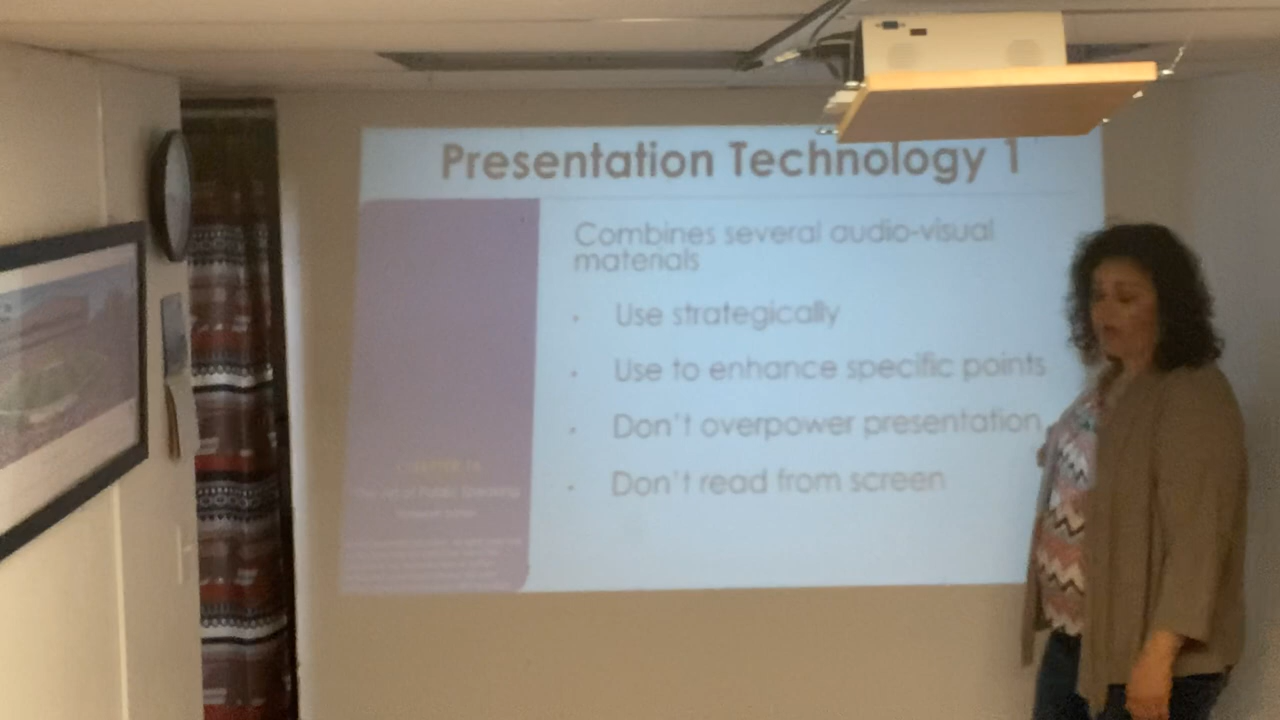 Presentation Technology 1
Combines several audio-visual
materials
· Use strategically
· Use to enhance specific points
· Don't overpower presentation
· Don't read from screen
The Art of Public Speaking